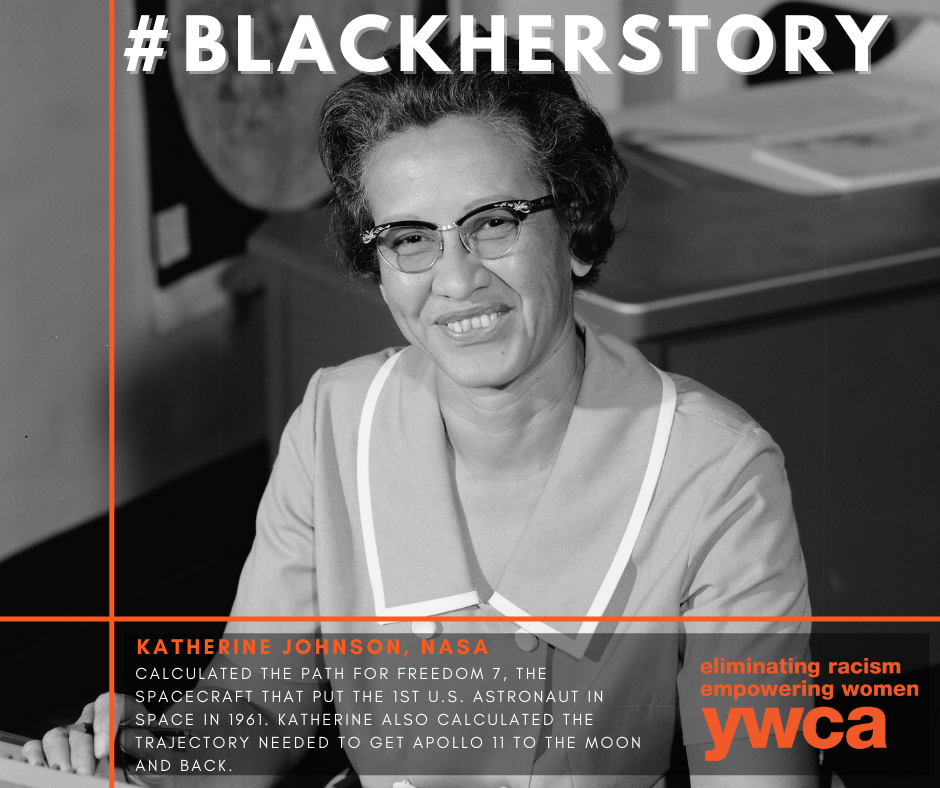 #BLACKHERSTORY
KATHERINE JOHNSON, NASA
CALCULATED THE PATH FOR FREEDOM 7, THE
SPACECRAFT THAT PUT THE 1ST U.S. ASTRONAUT IN
SPACE IN 1961. KATHERINE ALSO CALCULATED THE
TRAJECTORY NEEDED TO GET APOLLO 11 TO THE MOON
AND BACK.
eliminating racism
empowering women
ywca